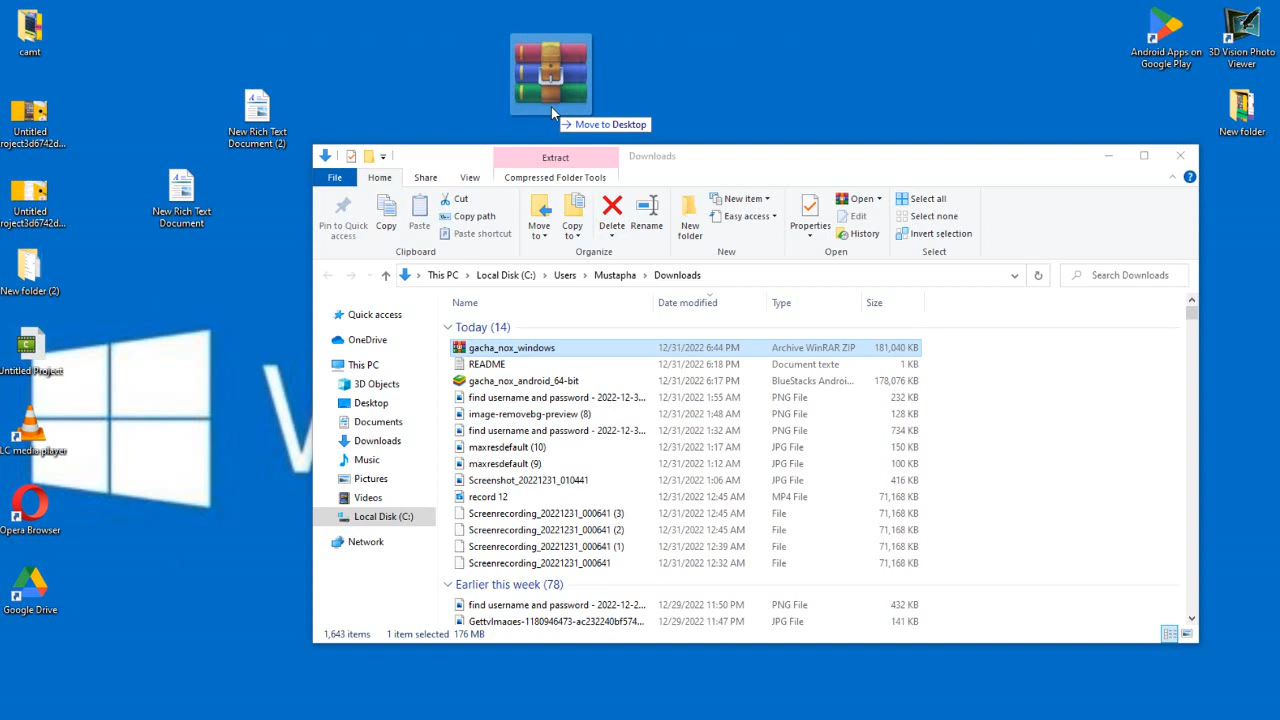 camt
Untitled
roject3d6742d...
Untitled
roject3d6742d...
New folder (2)
Untitled Project
LC media player
Opera Browser
Google Drive
New Rich Text
Document (2)
New Rich Text
Document
Move to Desktop
Android Apps on
Google Play
3D Vision Photo
Viewer
New folder
Extract
Downloads
File
Home
Share
View
Compressed Folder Tools
Pin to Quick
access
Copy
Paste
Cut
Copy path
Paste shortcut
Clipboard
Move
to
Copy
to
Delete
Rename
Organize
New
folder
New item
Easy access
New
Properties
Open
Edit
History
Open
Select all
Select none
Invert selection
Select
This PC > Local Disk (C:) > Users > Mustapha > Downloads
Search Downloads
Quick access
OneDrive
This PC
3D Objects
Desktop
Documents
Downloads
Music
Pictures
Videos
Local Disk (C:)
Network
Name Date modified Type Size
Today (14)
gacha_nox_windows 12/31/2022 6:44 PM Archive WinRAR ZIP 181,040 KB
README 12/31/2022 6:18 PM Document texte 1 KB
gacha_nox_android_64-bit 12/31/2022 6:17 PM BlueStacks Androi... 178,076 KB
find username and password - 2022-12-3... 12/31/2022 1:55 AM PNG File 232 KB
image-removebg-preview (8) 12/31/2022 1:48 AM PNG File 128 KB
find username and password - 2022-12-3... 12/31/2022 1:32 AM PNG File 734 KB
maxresdefault (10) 12/31/2022 1:17 AM JPG File 150 KB
maxresdefault (9) 12/31/2022 1:12 AM JPG File 100 KB
Screenshot_20221231_010441 12/31/2022 1:06 AM JPG File 416 KB
record 12 12/31/2022 12:45 AM MP4 File 71,168 KB
Screenrecording_20221231_000641 (3) 12/31/2022 12:45 AM File 71,168 KB
Screenrecording_20221231_000641 (2) 12/31/2022 12:45 AM File 71,168 KB
Screenrecording_20221231_000641 (1) 12/31/2022 12:39 AM File 71,168 KB
Screenrecording_20221231_000641 12/31/2022 12:32 AM File 71,168 KB
Earlier this week (78)
find username and password - 2022-12-2... 12/29/2022 11:50 PM PNG File 432 KB
GettyImages-1180946473-ac232240bf574... 12/29/2022 11:47 PM JPG File 141 KB
1,643 items 1 item selected 176 MB